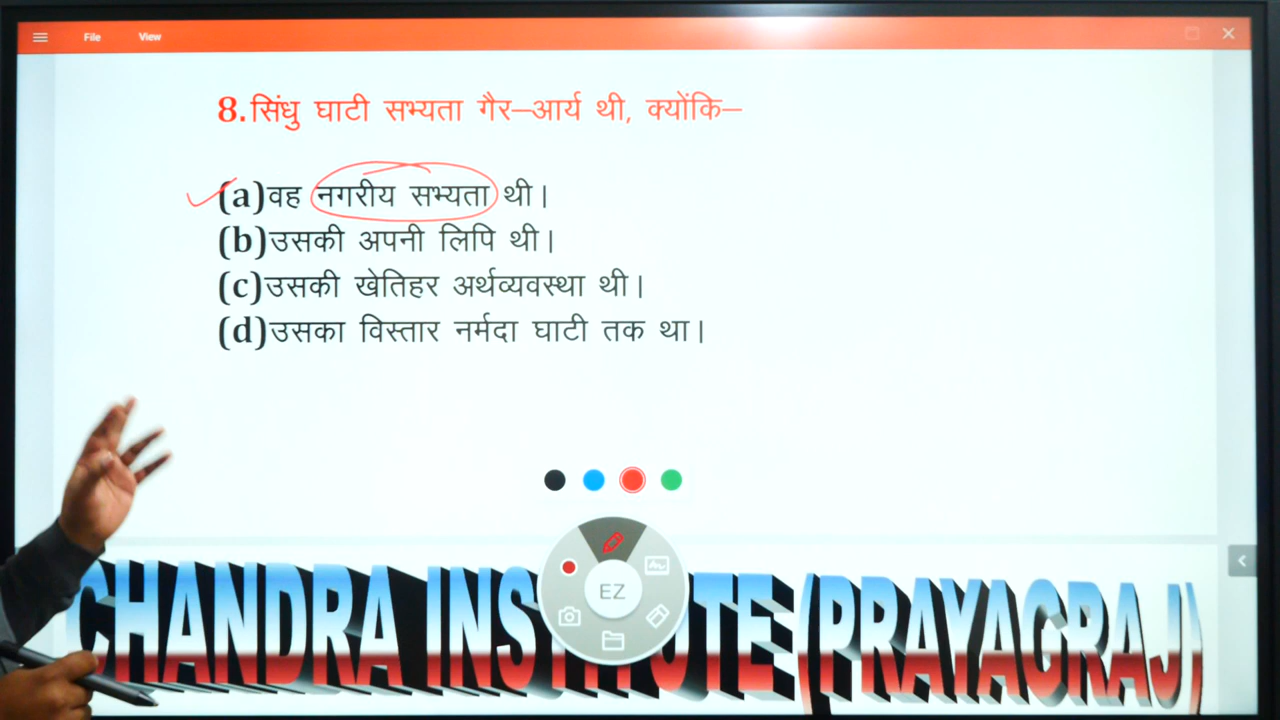 File View
8.सिंधु घाटी सभ्यता गैर–आर्य थी, क्योंकि–
(a)वह नगरीय सभ्यता थी।
(b)उसकी अपनी लिपि थी।
(c)उसकी खेतिहर अर्थव्यवस्था थी।
(d)उसका विस्तार नर्मदा घाटी तक था।
EZ
CHANDRA INSTITUTE (PRAYAGRAJ)